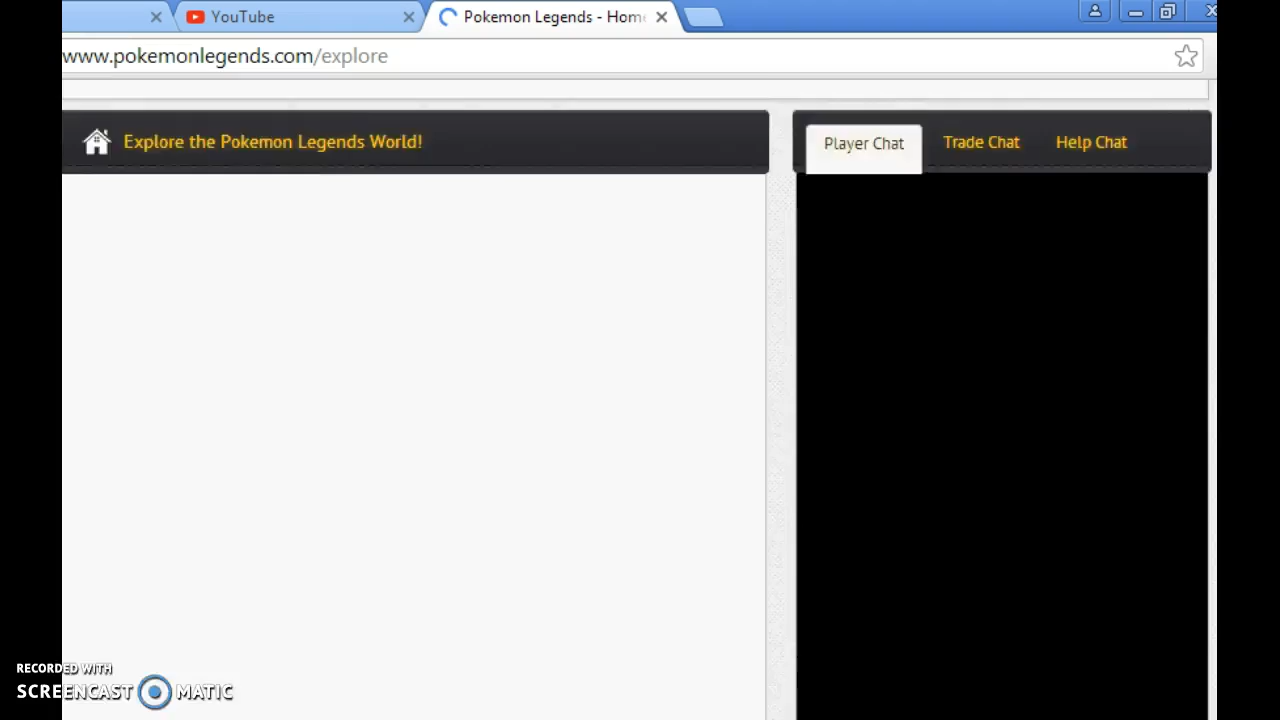 YouTube
Pokemon Legends - Hom
www.pokemonlegends.com/explore
Explore the Pokemon Legends World!
Player Chat
Trade Chat
Help Chat
RECORDED WITH
SCREENCAST MATIC